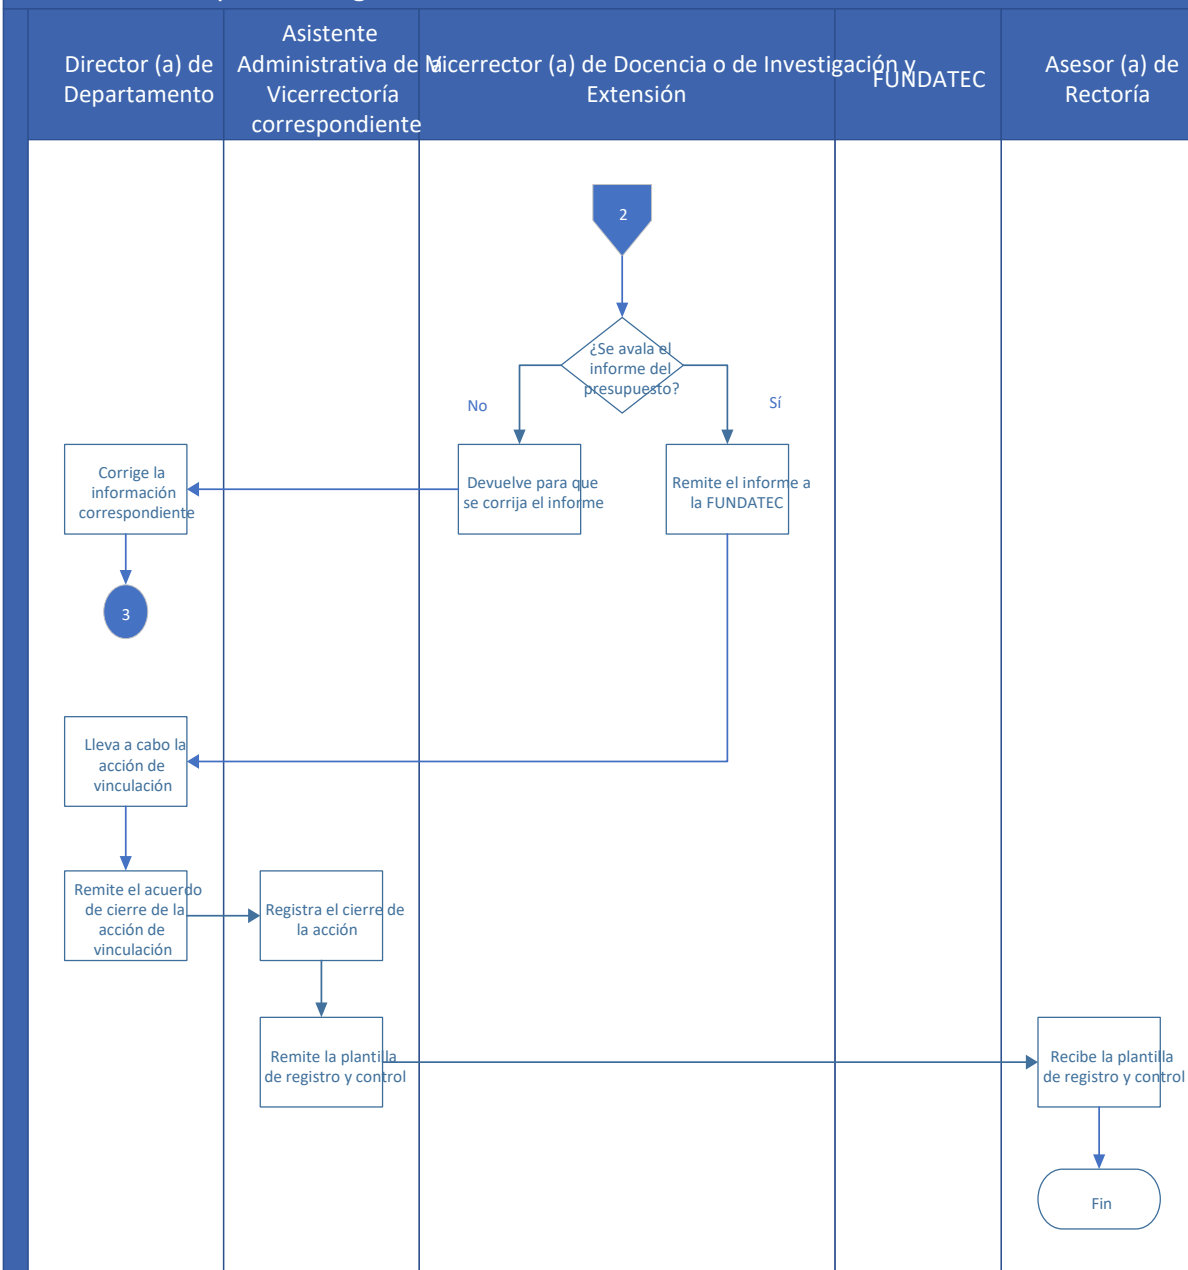 Director (a) de
Departamento
Asistente
Administrativa de la
Vicerrectoría
correspondiente
Vicerrector (a) de Docencia o de Investigación y
Extensión
FUNDATEC
Asesor (a) de
Rectoría
2
¿Se avala el
informe del
presupuesto?
No
Sí
Corrige la
información
correspondiente
Devuelve para que
se corrija el informe
Remite el informe a
la FUNDATEC
3
Lleva a cabo la
acción de
vinculación
Remite el acuerdo
de cierre de la
acción de
vinculación
Registra el cierre de
la acción
Remite la plantilla
de registro y control
Recibe la plantilla
de registro y control
Fin